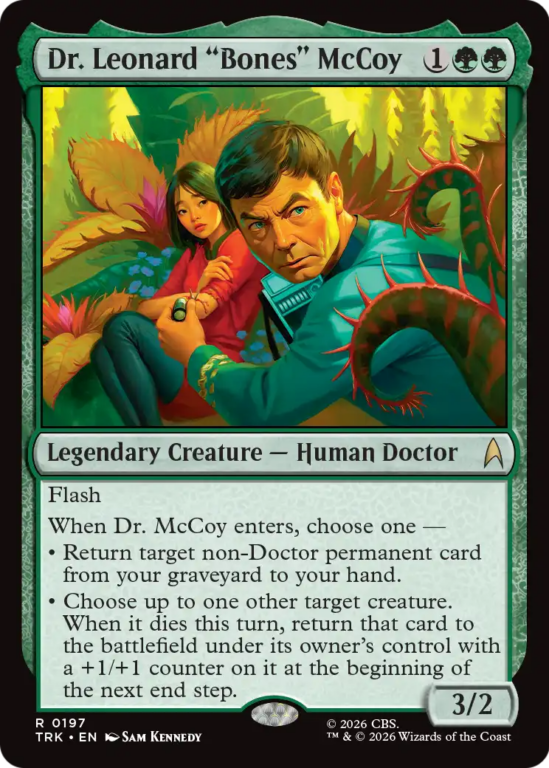 Dr. Leonard “Bones” McCoy 1
Legendary Creature — Human Doctor
Flash
When Dr. McCoy enters, choose one —
• Return target non-Doctor permanent card
from your graveyard to your hand.
• Choose up to one other target creature.
When it dies this turn, return that card to
the battlefield under its owner’s control with
a +1/+1 counter on it at the beginning of
the next end step.
3/2
R 0197
TRK • EN Sam Kennedy
© 2026 CBS.
™ & © 2026 Wizards of the Coast